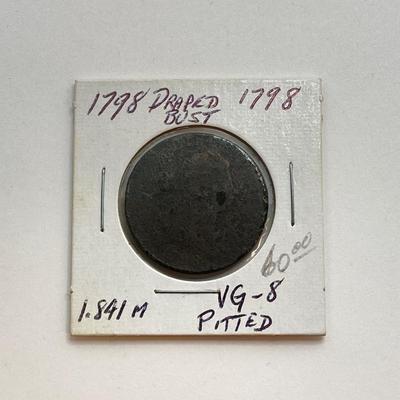 1798 DRAPED 1798
BUST
60.00
1.841 M VG-8
PITTED